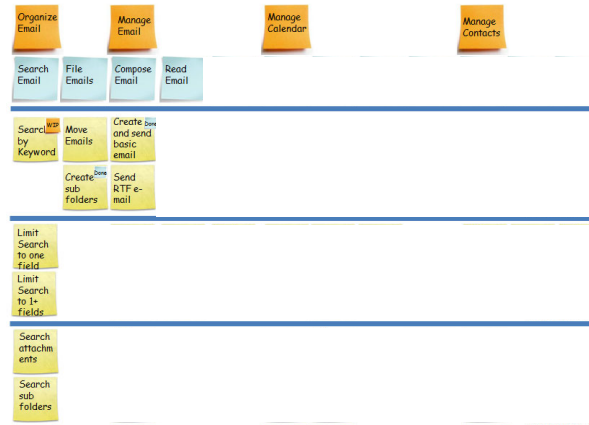 Organize
Email
Manage
Email
Manage
Calendar
Manage
Contacts
Search
Email
File
Emails
Compose
Email
Read
Email
Search
by
Keyword
WIP
Move
Emails
Create
and send
basic
email
Done
Create
sub
folders
Done
Send
RTF e-
mail
Limit
Search
to one
field
Limit
Search
to 1+
fields
Search
attachm
ents
Search
sub
folders